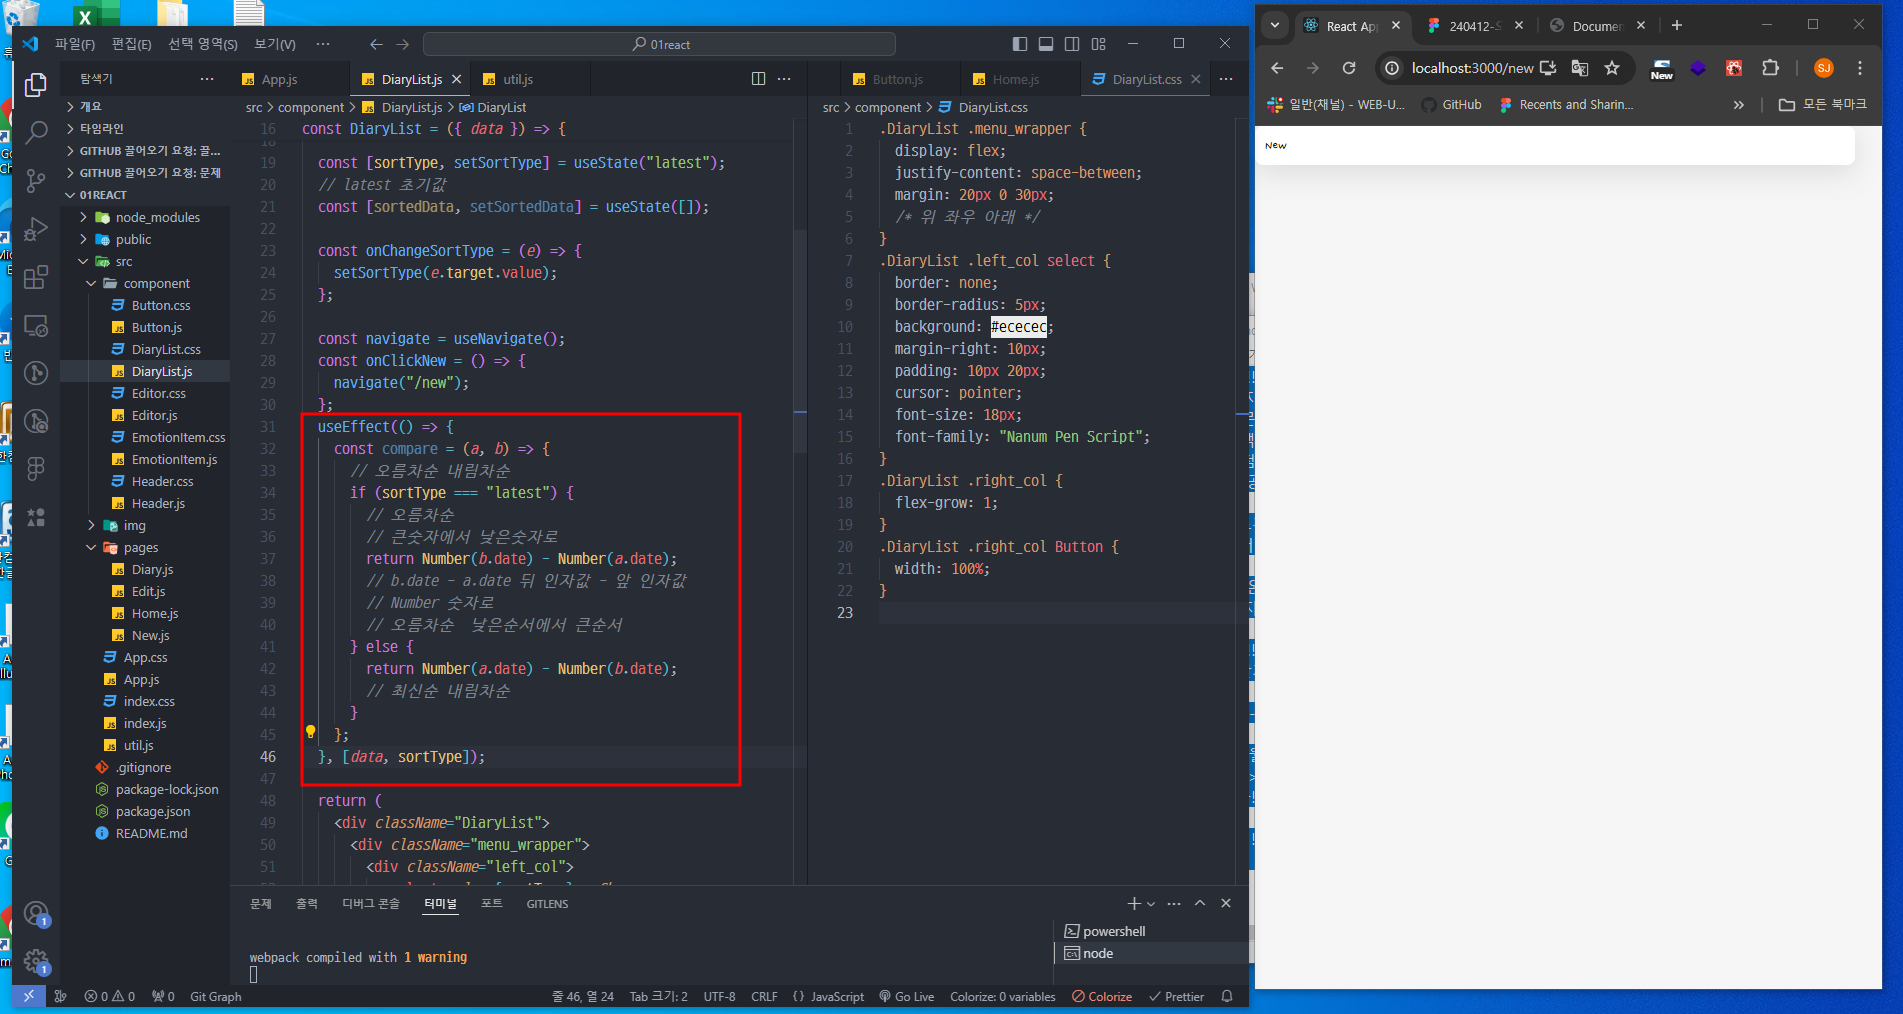 파일(F) 편집(E) 선택 영역(S) 보기(V) ··· 01react
탐색기
개요
타임라인
GITHUB 끌어오기 요청: 끌...
GITHUB 끌어오기 요청: 문제
01REACT
node_modules
public
src
component
Button.css
Button.js
DiaryList.css
DiaryList.js
Editor.css
Editor.js
EmotionItem.css
EmotionItem.js
Header.css
Header.js
img
pages
Diary.js
Edit.js
Home.js
New.js
App.css
App.js
index.css
index.js
util.js
.gitignore
package-lock.json
package.json
README.md
App.js DiaryList.js util.js
src > component > DiaryList.js > DiaryList
16 const DiaryList = ({ data }) => {
19 const [sortType, setSortType] = useState("latest");
20 // latest 초기값
21 const [sortedData, setSortedData] = useState([]);
22
23 const onChangeSortType = (e) => {
24 setSortType(e.target.value);
25 };
26
27 const navigate = useNavigate();
28 const onClickNew = () => {
29 navigate("/new");
30 };
31 useEffect(() => {
32 const compare = (a, b) => {
33 // 오름차순 내림차순
34 if (sortType === "latest") {
35 // 오름차순
36 // 큰숫자에서 낮은숫자로
37 return Number(b.date) - Number(a.date);
38 // b.date - a.date 뒤 인자값 - 앞 인자값
39 // Number 숫자로
40 // 오름차순 낮은순서에서 큰순서
41 } else {
42 return Number(a.date) - Number(b.date);
43 // 최신순 내림차순
44 }
45 };
46 }, [data, sortType]);
47
48 return (
49 <div className="DiaryList">
50 <div className="menu_wrapper">
51 <div className="left_col">
Button.js Home.js DiaryList.css
src > component > DiaryList.css
1 .DiaryList .menu_wrapper {
2 display: flex;
3 justify-content: space-between;
4 margin: 20px 0 30px;
5 /* 위 좌우 아래 */
6 }
7 .DiaryList .left_col select {
8 border: none;
9 border-radius: 5px;
10 background: #ececec;
11 margin-right: 10px;
12 padding: 10px 20px;
13 cursor: pointer;
14 font-size: 18px;
15 font-family: "Nanum Pen Script";
16 }
17 .DiaryList .right_col {
18 flex-grow: 1;
19 }
20 .DiaryList .right_col Button {
21 width: 100%;
22 }
23
문제 출력 디버그 콘솔 터미널 포트 GITLENS
webpack compiled with 1 warning
powershell
node
0 0 0 Git Graph 줄 46, 열 24 Tab 크기: 2 UTF-8 CRLF {} JavaScript Go Live Colorize: 0 variables Colorize Prettier
React Ap 240412-S Documen
localhost:3000/new New SJ
일반(채널) - WEB-U... GitHub Recents and Sharin... » 모든 북마크
New